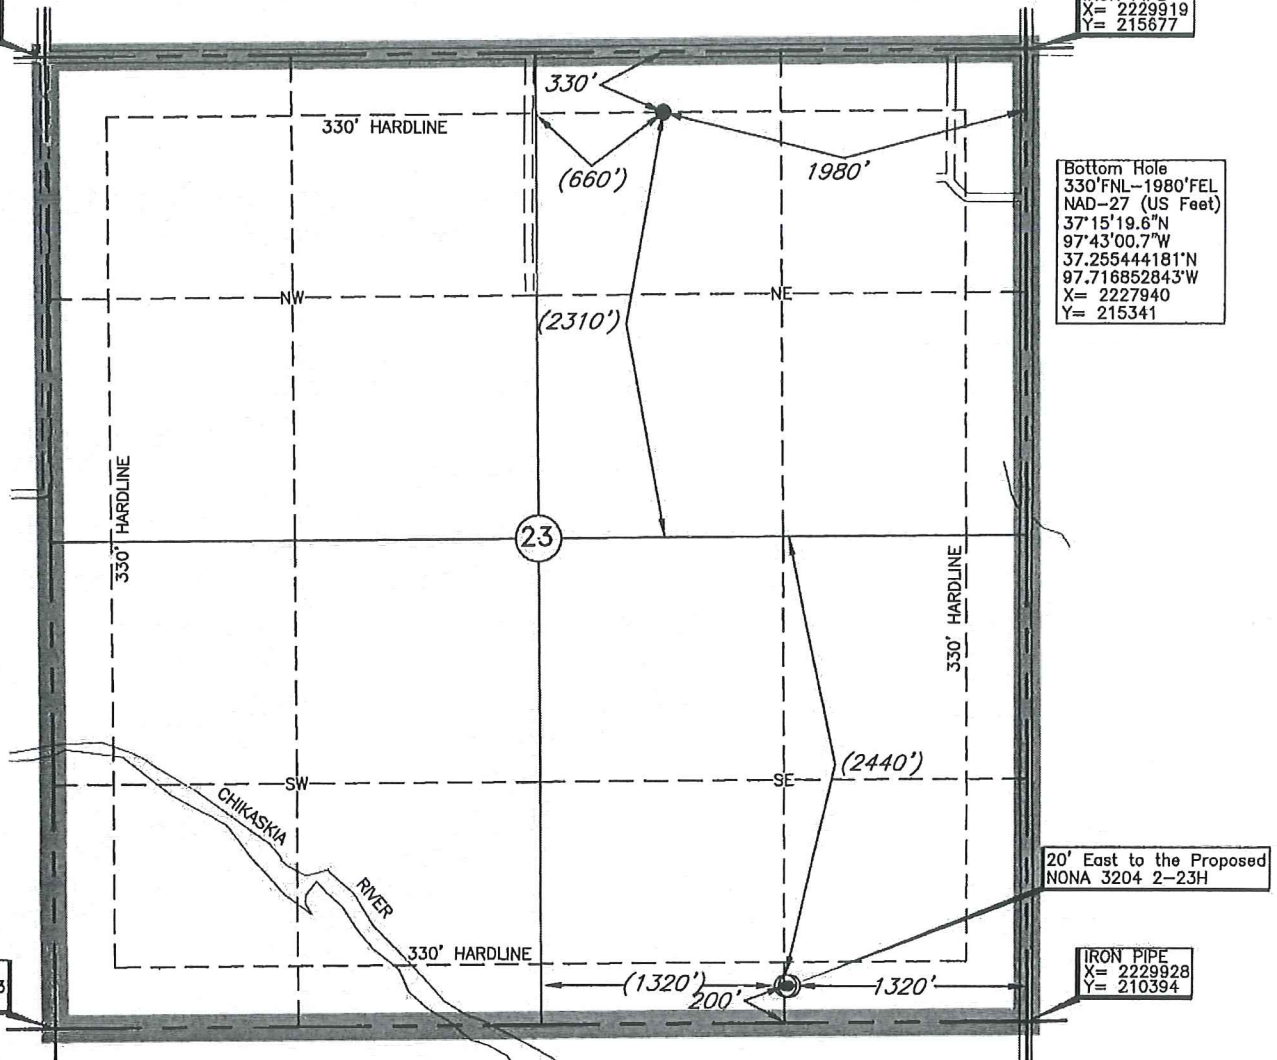 X= 2229919
Y= 215677
330'
330' HARDLINE
(660')
1980'
Bottom Hole
330'FNL-1980'FEL
NAD-27 (US Feet)
37°15'19.6"N
97°43'00.7"W
37.255444181°N
97.716852843°W
X= 2227940
Y= 215341
NW
NE
(2310')
330' HARDLINE
23
330' HARDLINE
(2440')
SW
SE
CHIKASKIA
RIVER
20' East to the Proposed
NONA 3204 2-23H
330' HARDLINE
IRON PIPE
X= 2229928
Y= 210394
(1320')
1320'
200'
3